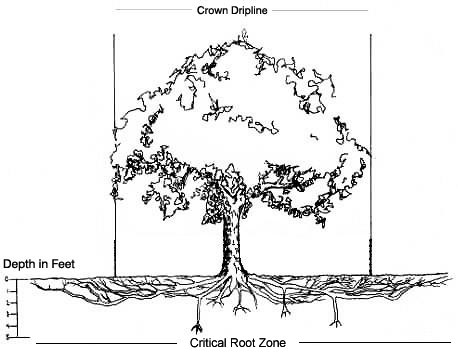 Crown Dripline
Depth in Feet
0
1
2
3
4
5
Critical Root Zone